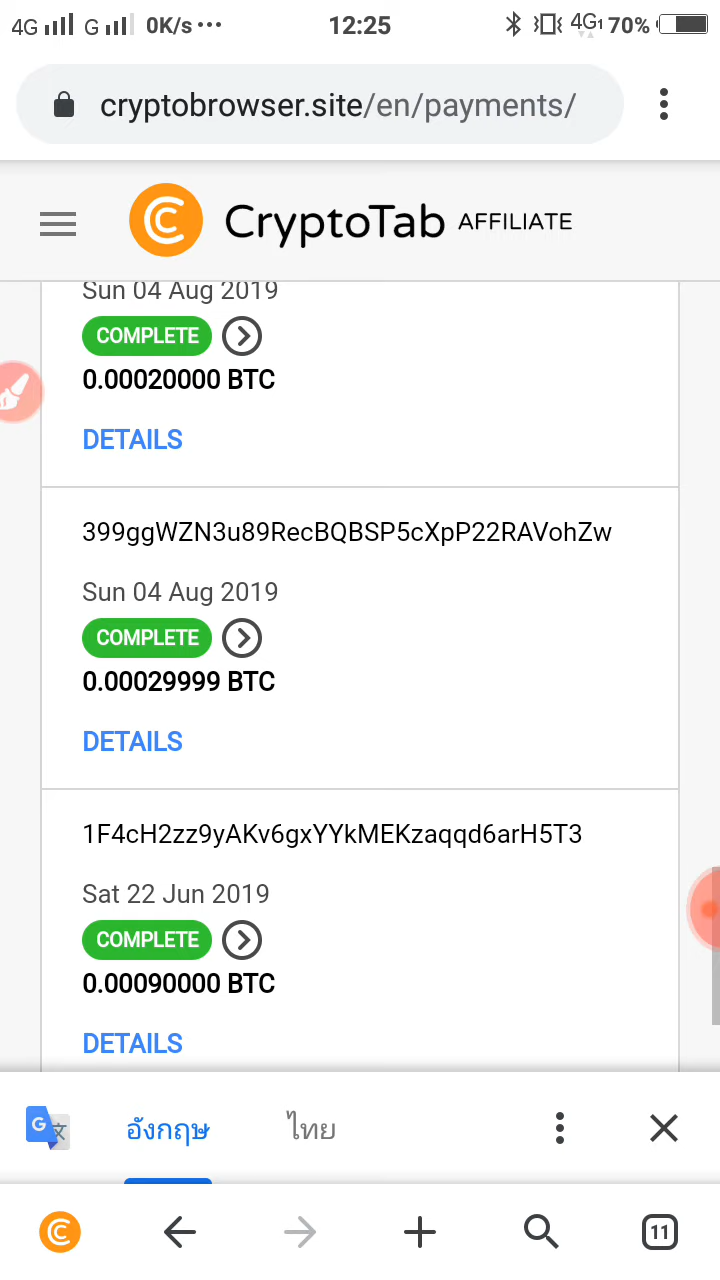 4G G 0K/s ··· 12:25 4G1 70%
cryptobrowser.site/en/payments/
CryptoTab AFFILIATE
Sun 04 Aug 2019
COMPLETE
0.00020000 BTC
DETAILS
399ggWZN3u89RecBQBSP5cXpP22RAVohZw
Sun 04 Aug 2019
COMPLETE
0.00029999 BTC
DETAILS
1F4cH2zz9yAKv6gxYYkMEKzaqqd6arH5T3
Sat 22 Jun 2019
COMPLETE
0.00090000 BTC
DETAILS
G 文 อังกฤษ ไทย
11